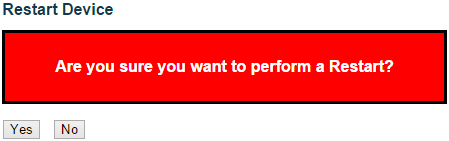 Restart Device
Are you sure you want to perform a Restart?
Yes No